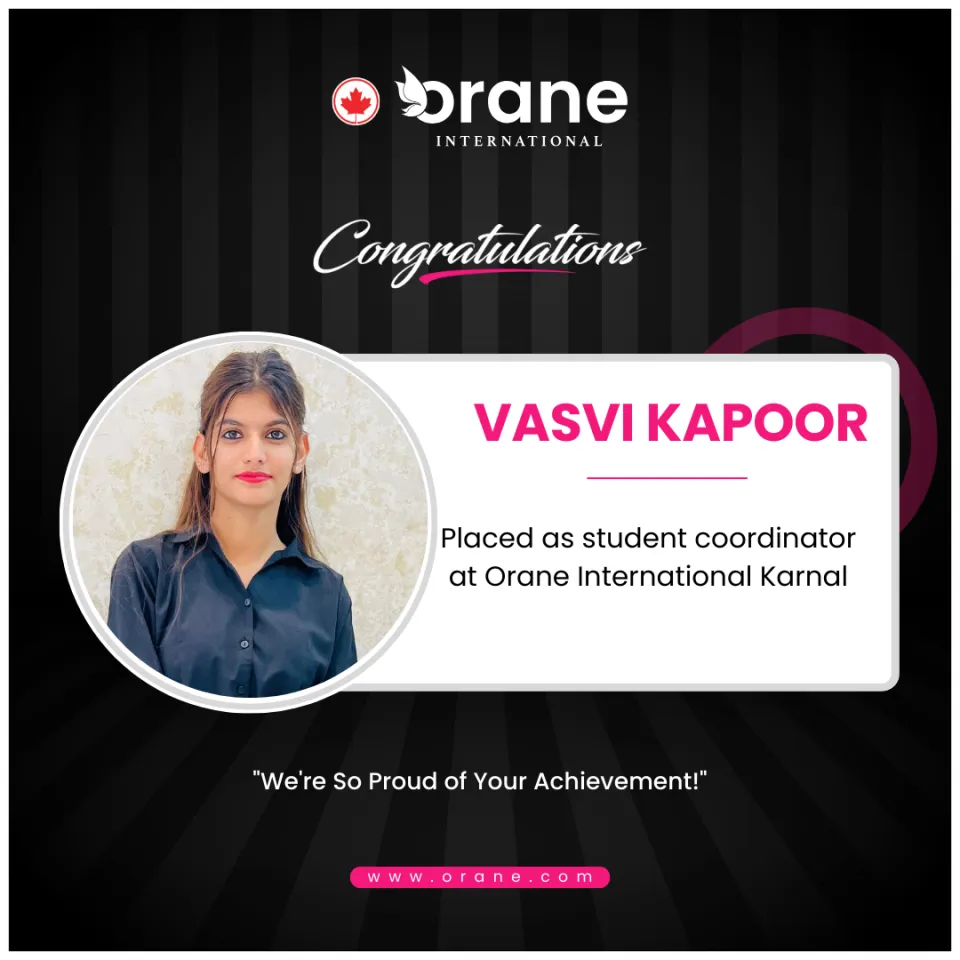 orane
INTERNATIONAL
Congratulations
VASVI KAPOOR
Placed as student coordinator
at Orane International Karnal
"We're So Proud of Your Achievement!"
www.orane.com